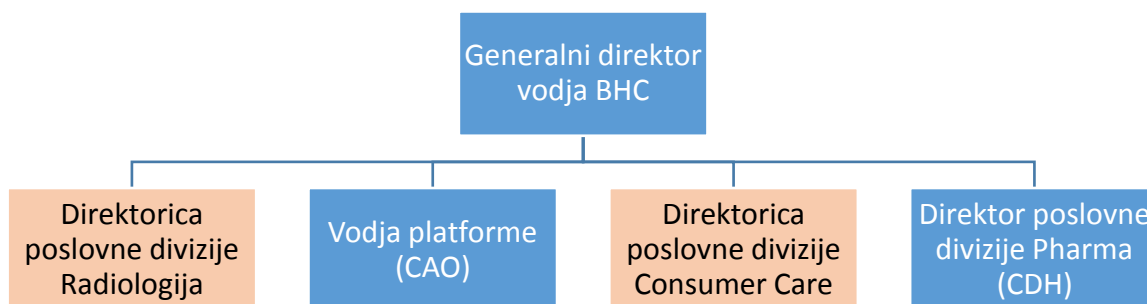 Generalni direktor
vodja BHC
Direktorica
poslovne divizije
Radiologija
Vodja platforme
(CAO)
Direktorica
poslovne divizije
Consumer Care
Direktor poslovne
divizije Pharma
(CDH)